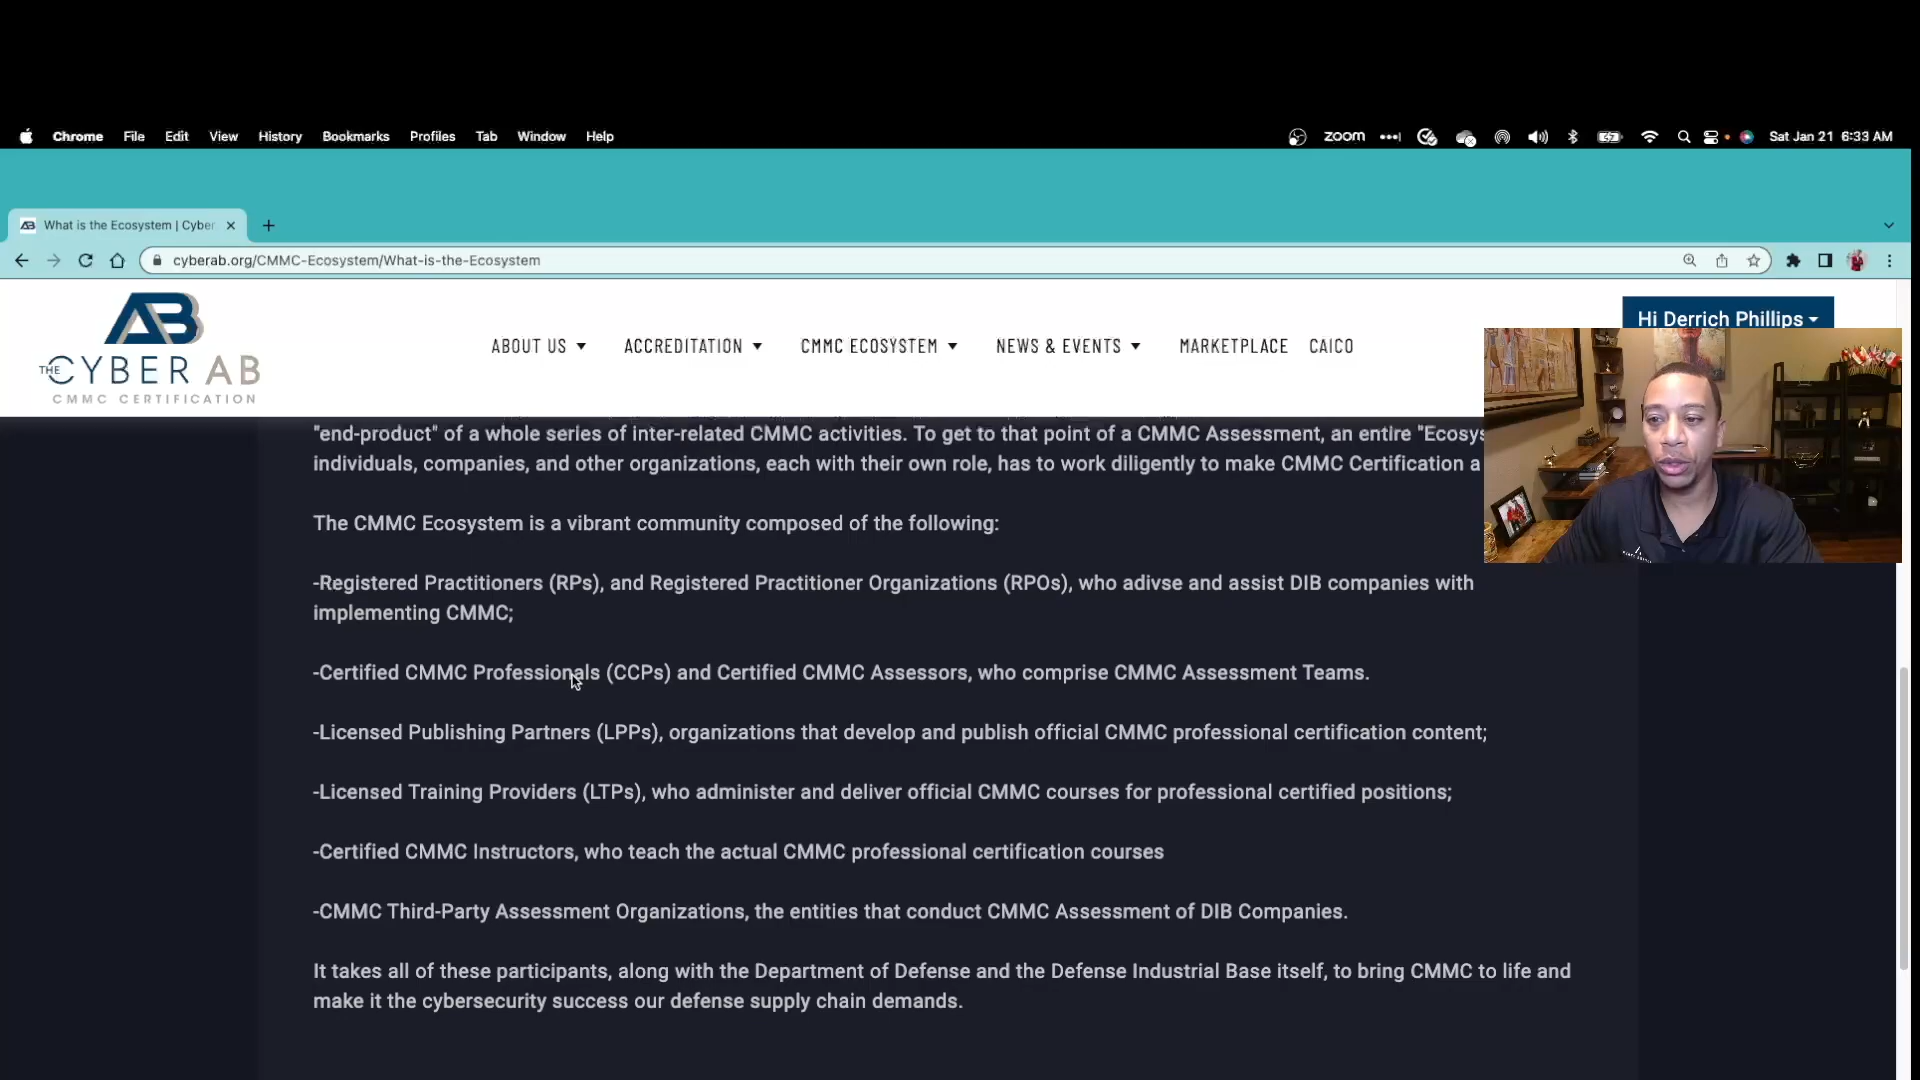 Chrome File Edit View History Bookmarks Profiles Tab Window Help zoom Sat Jan 21 6:33 AM
What is the Ecosystem | Cyber
cyberab.org/CMMC-Ecosystem/What-is-the-Ecosystem
Hi Derrich Phillips
AB
THE CYBER AB
CMMC CERTIFICATION
ABOUT US ACCREDITATION CMMC ECOSYSTEM NEWS & EVENTS MARKETPLACE CAICO
"end-product" of a whole series of inter-related CMMC activities. To get to that point of a CMMC Assessment, an entire "Ecosys
individuals, companies, and other organizations, each with their own role, has to work diligently to make CMMC Certification a
The CMMC Ecosystem is a vibrant community composed of the following:
-Registered Practitioners (RPs), and Registered Practitioner Organizations (RPOs), who adivse and assist DIB companies with
implementing CMMC;
-Certified CMMC Professionals (CCPs) and Certified CMMC Assessors, who comprise CMMC Assessment Teams.
-Licensed Publishing Partners (LPPs), organizations that develop and publish official CMMC professional certification content;
-Licensed Training Providers (LTPs), who administer and deliver official CMMC courses for professional certified positions;
-Certified CMMC Instructors, who teach the actual CMMC professional certification courses
-CMMC Third-Party Assessment Organizations, the entities that conduct CMMC Assessment of DIB Companies.
It takes all of these participants, along with the Department of Defense and the Defense Industrial Base itself, to bring CMMC to life and
make it the cybersecurity success our defense supply chain demands.